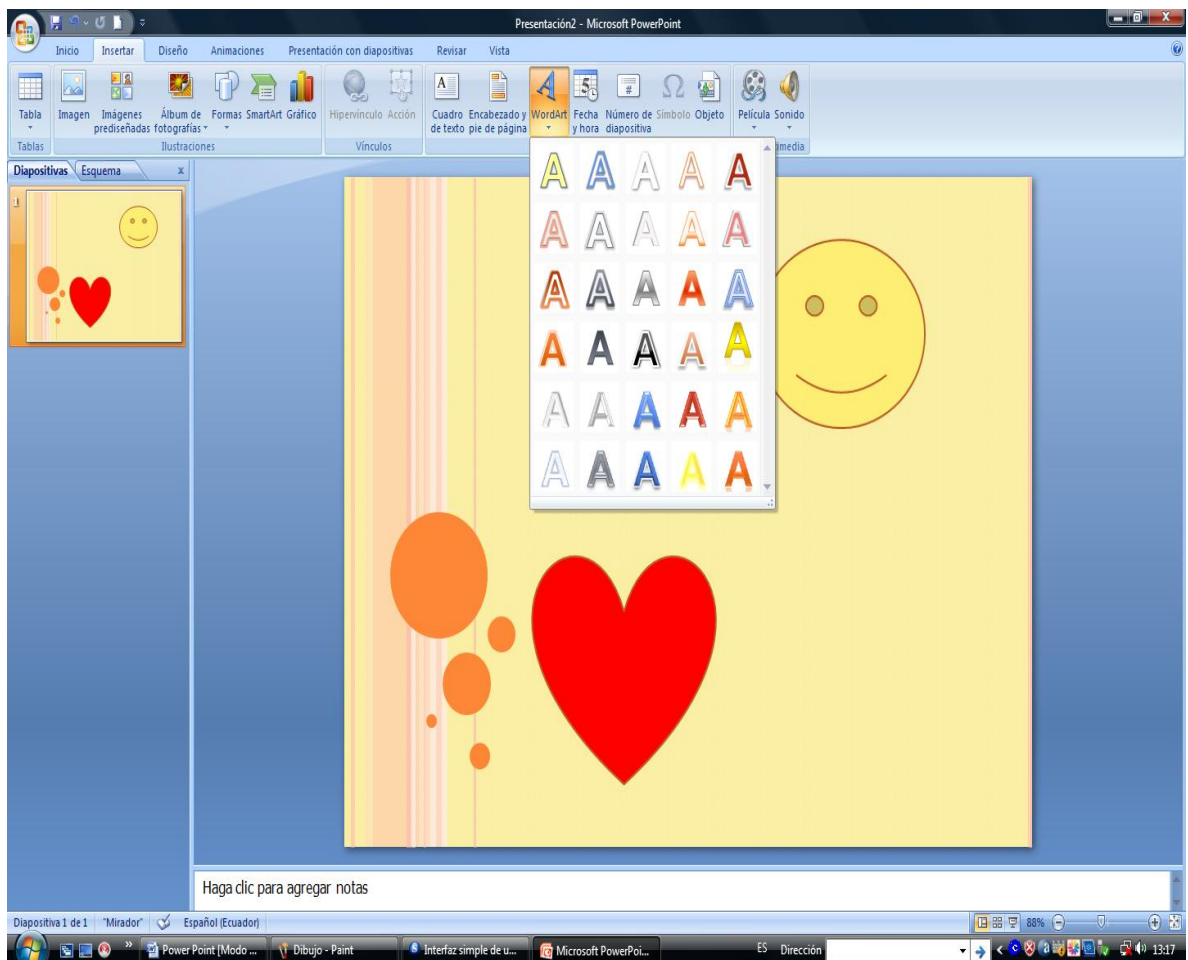 Presentación2 - Microsoft PowerPoint
Inicio Insertar Diseño Animaciones Presentación con diapositivas Revisar Vista
Tabla Imagen Imágenes prediseñadas Álbum de fotografías Formas SmartArt Gráfico Hipervínculo Acción Cuadro de texto Encabezado y pie de página WordArt Fecha y hora Número de diapositiva Símbolo Objeto Película Sonido
Tablas Ilustraciones Vínculos
Diapositivas Esquema x
1
A A A A A
A A A A A
A A A A A
A A A A A
A A A A A
A A A A A
Haga clic para agregar notas
Diapositiva 1 de 1 "Mirador" Español (Ecuador) 88%
Power Point [Modo ... Dibujo - Paint Interfaz simple de u... Microsoft PowerPoi... ES Dirección 13:17